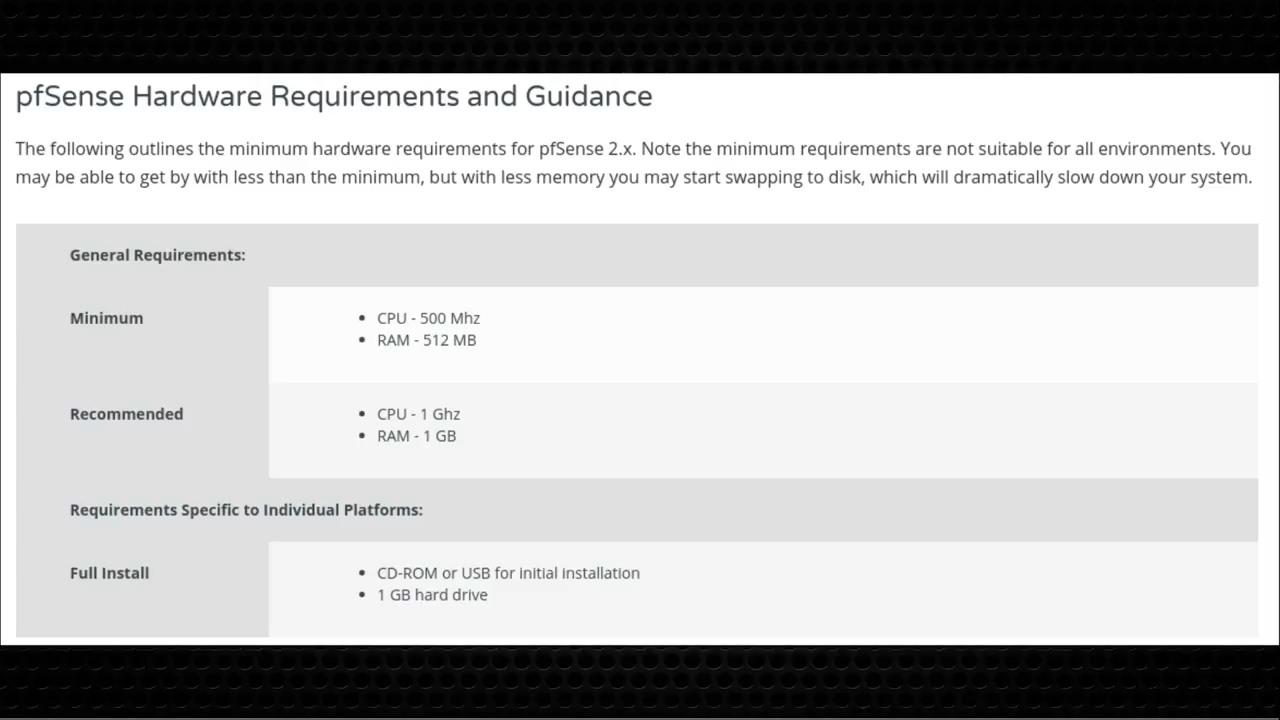 pfSense Hardware Requirements and Guidance
The following outlines the minimum hardware requirements for pfSense 2.x. Note the minimum requirements are not suitable for all environments. You
may be able to get by with less than the minimum, but with less memory you may start swapping to disk, which will dramatically slow down your system.
General Requirements:
Minimum
• CPU - 500 Mhz
• RAM - 512 MB
Recommended
• CPU - 1 Ghz
• RAM - 1 GB
Requirements Specific to Individual Platforms:
Full Install
• CD-ROM or USB for initial installation
• 1 GB hard drive